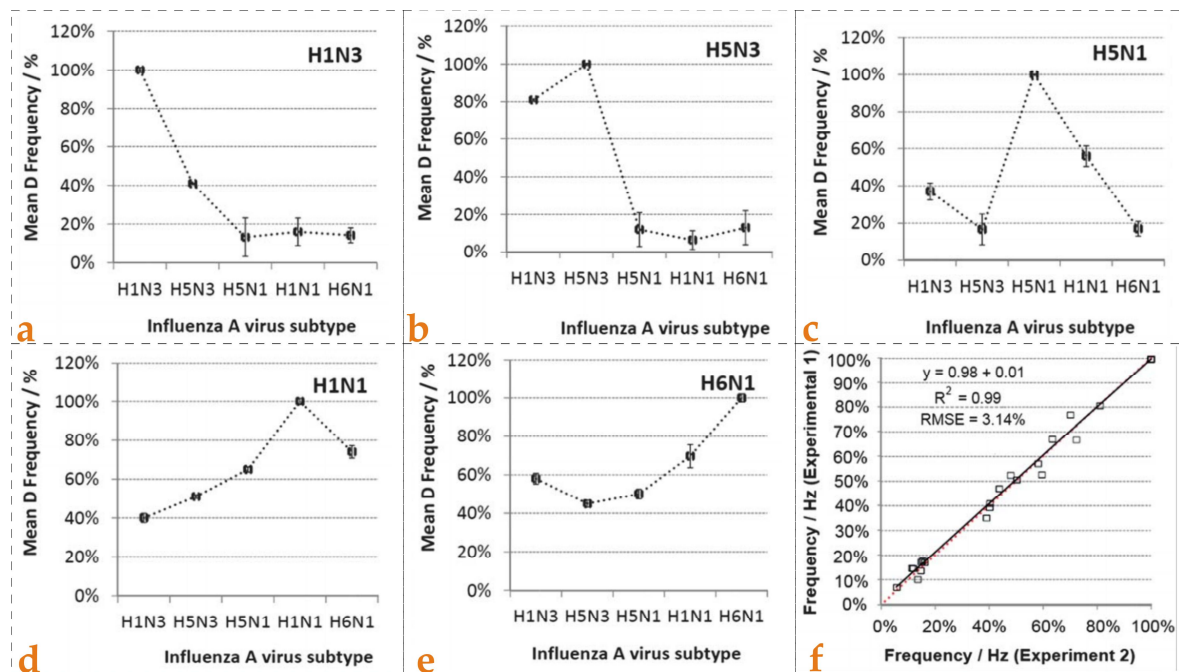 H1N3
Mean D Frequency / %
120%
100%
80%
60%
40%
20%
0%
H1N3 H5N3 H5N1 H1N1 H6N1
Influenza A virus subtype
a
H5N3
Mean D Frequency / %
120%
100%
80%
60%
40%
20%
0%
H1N3 H5N3 H5N1 H1N1 H6N1
Influenza A virus subtype
b
H5N1
Mean D Frequency / %
120%
100%
80%
60%
40%
20%
0%
H1N3 H5N3 H5N1 H1N1 H6N1
Influenza A virus subtype
c
H1N1
Mean D Frequency / %
120%
100%
80%
60%
40%
20%
0%
H1N3 H5N3 H5N1 H1N1 H6N1
Influenza A virus subtype
d
H6N1
Mean D Frequency / %
120%
100%
80%
60%
40%
20%
0%
H1N3 H5N3 H5N1 H1N1 H6N1
Influenza A virus subtype
e
y = 0.98 + 0.01
R² = 0.99
RMSE = 3.14%
Frequency / Hz (Experimental 1)
100%
90%
80%
70%
60%
50%
40%
30%
20%
10%
0%
0% 20% 40% 60% 80% 100%
Frequency / Hz (Experiment 2)
f